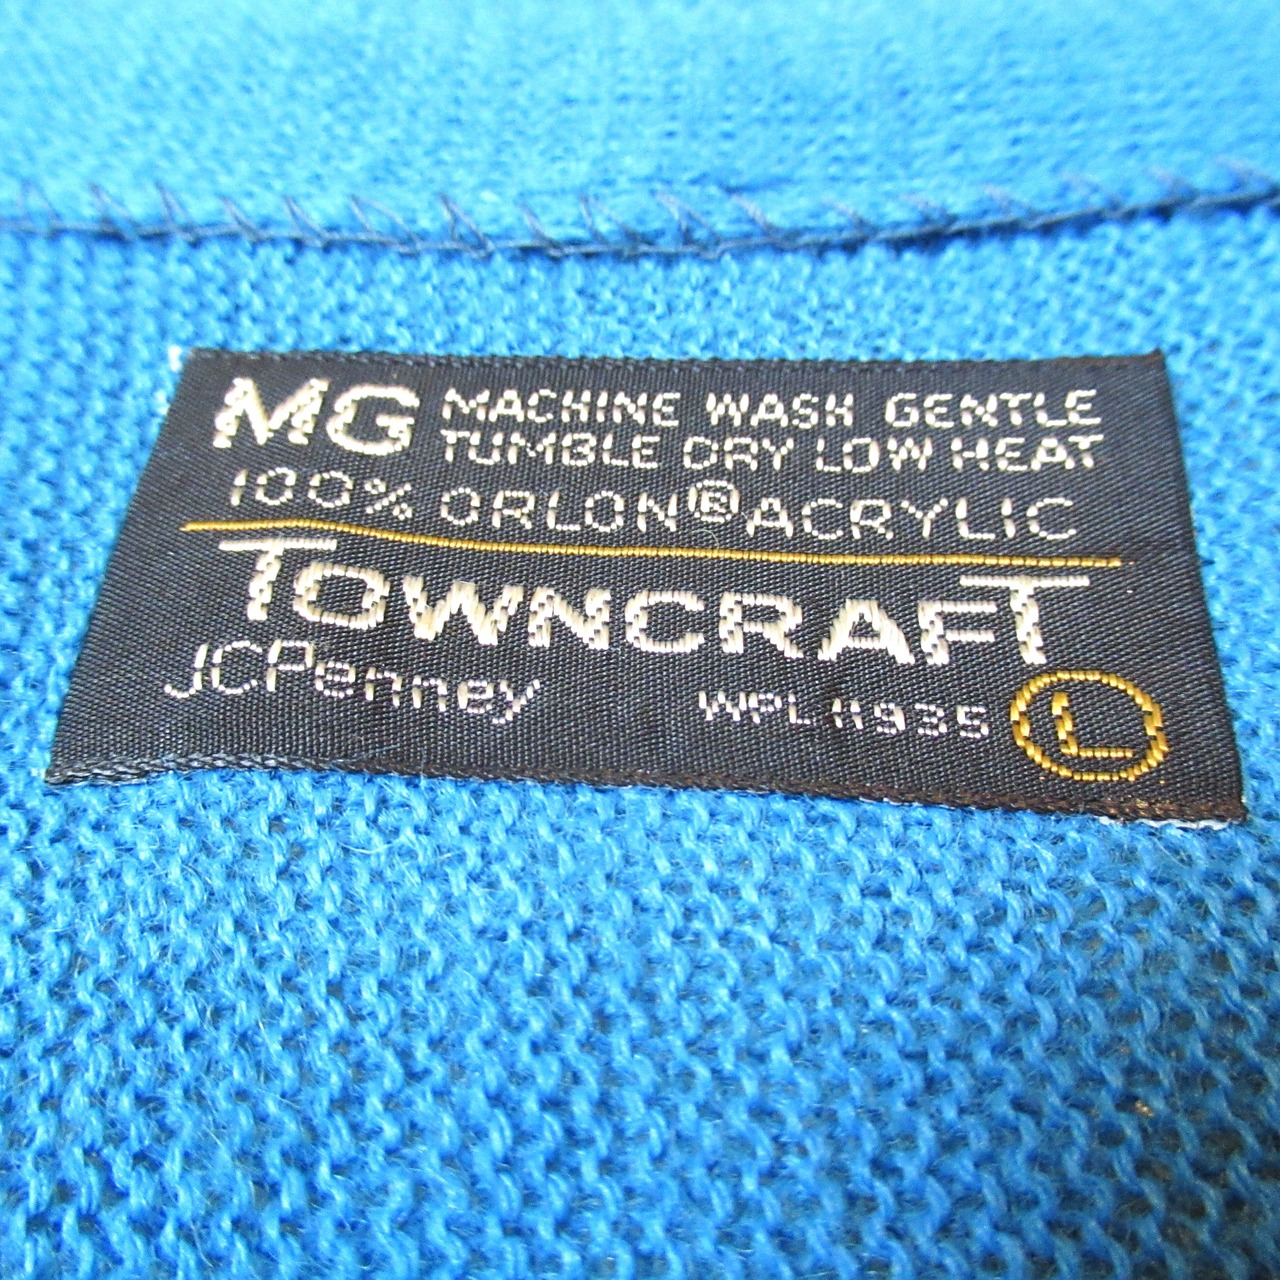 MG MACHINE WASH GENTLE
TUMBLE DRY LOW HEAT
100% ORLON® ACRYLIC
TOWNCRAFT
JCPenney WPL 11935 L